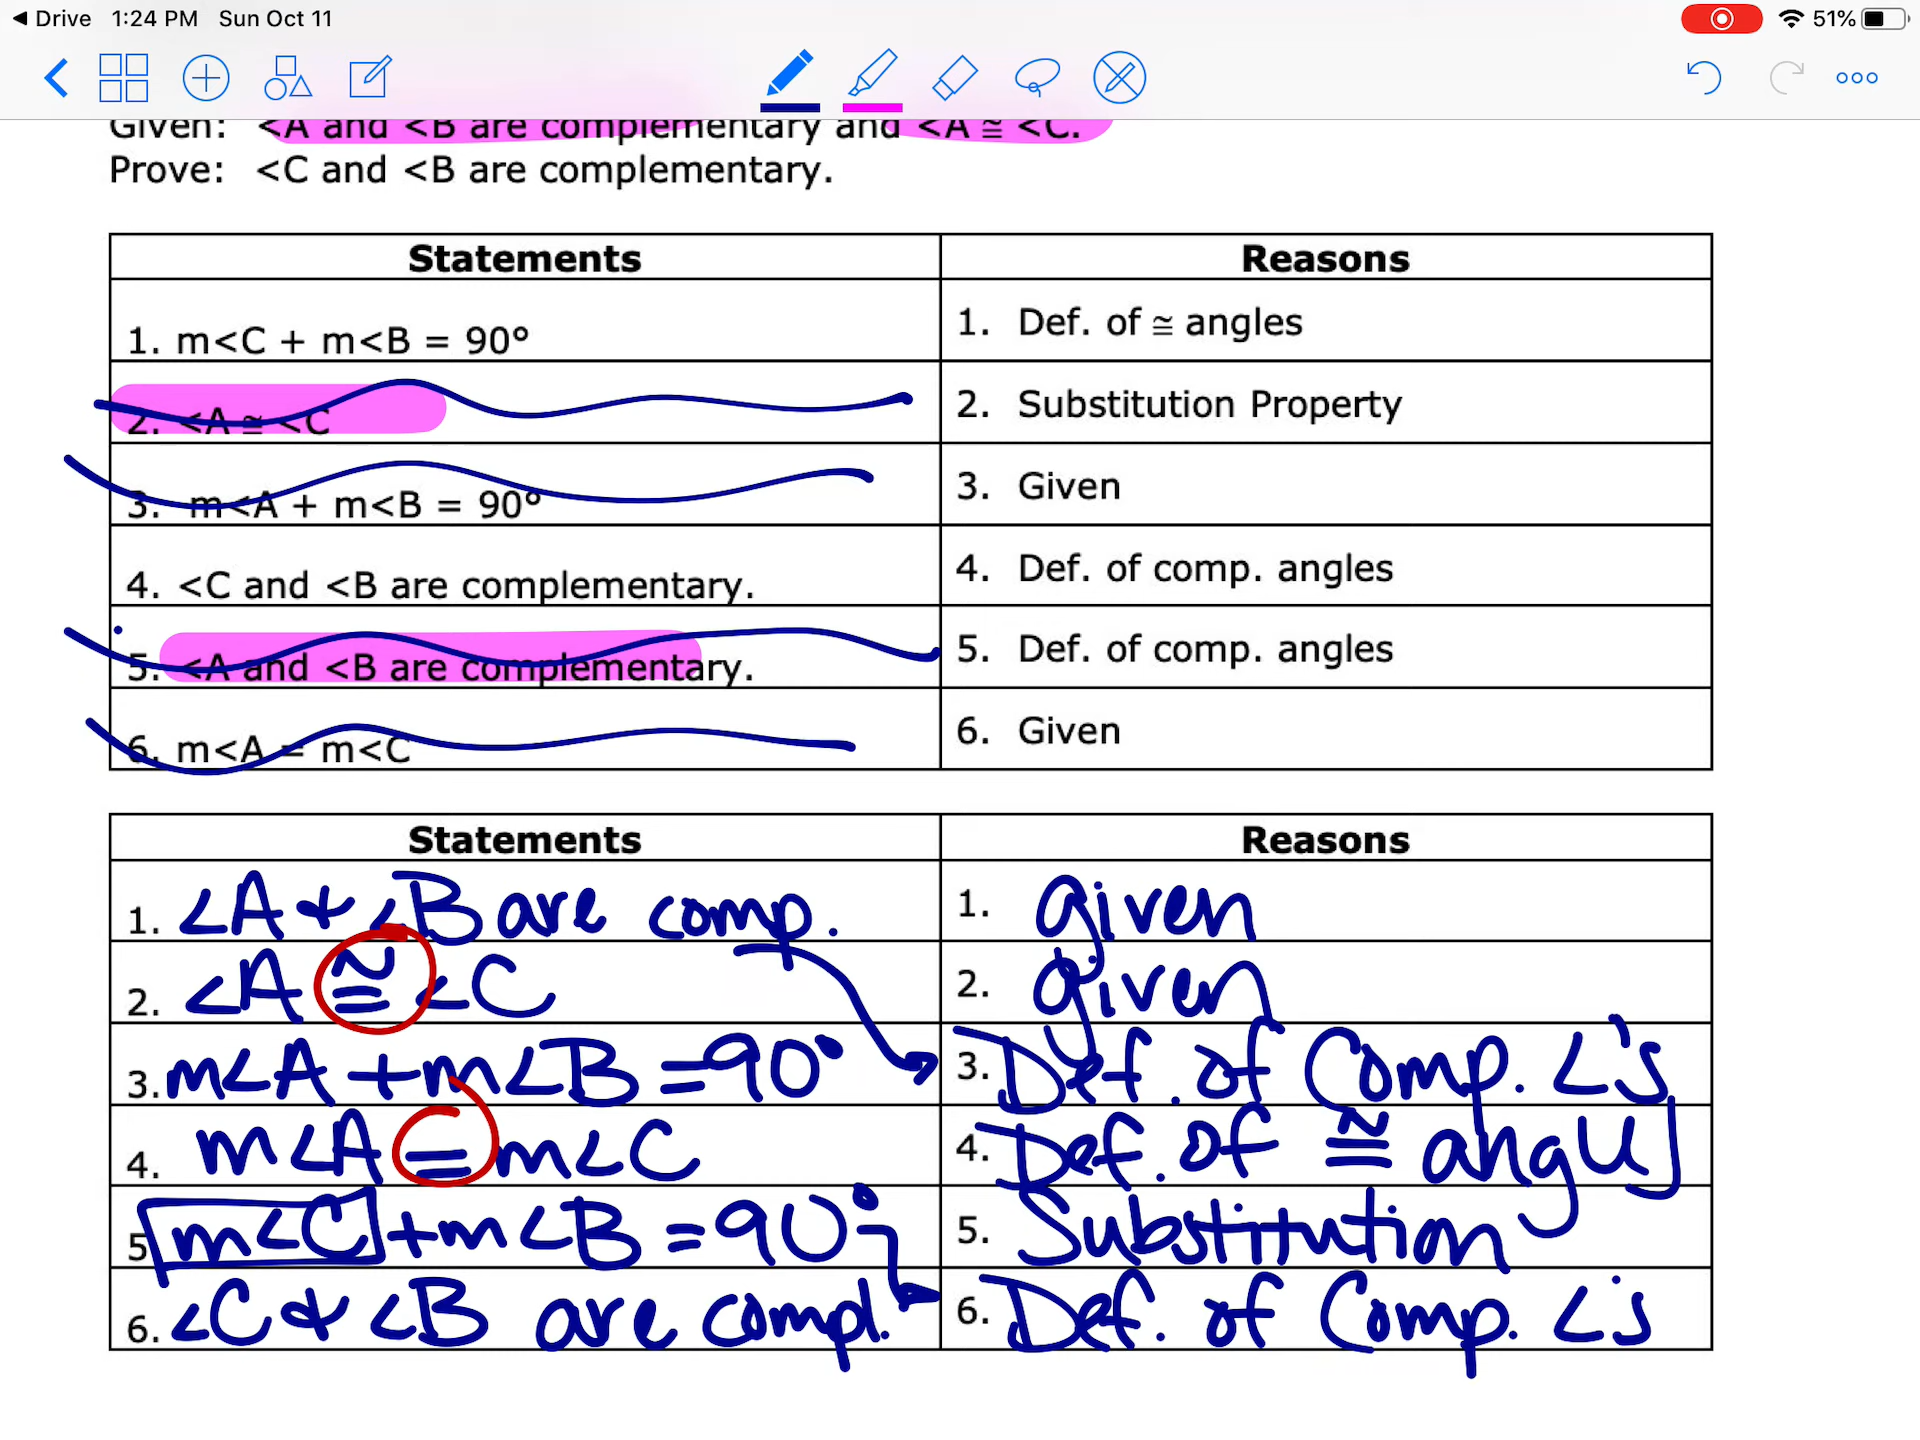 Drive 1:24 PM Sun Oct 11 51%
Given: <A and <B are complementary and <A ≅ <C.
Prove: <C and <B are complementary.
Statements Reasons
1. m<C + m<B = 90° 1. Def. of ≅ angles
2. <A ≅ <C 2. Substitution Property
3. m<A + m<B = 90° 3. Given
4. <C and <B are complementary. 4. Def. of comp. angles
5. <A and <B are complementary. 5. Def. of comp. angles
6. m<A = m<C 6. Given
Statements Reasons
1. ∠A & ∠B are comp. 1. given
2. ∠A ≅ ∠C 2. given
3. m∠A + m∠B = 90° 3. Def. of Comp. ∠'s
4. m∠A = m∠C 4. Def. of ≅ angles
5. m∠C + m∠B = 90° 5. Substitution
6. ∠C & ∠B are compl. 6. Def. of Comp. ∠'s